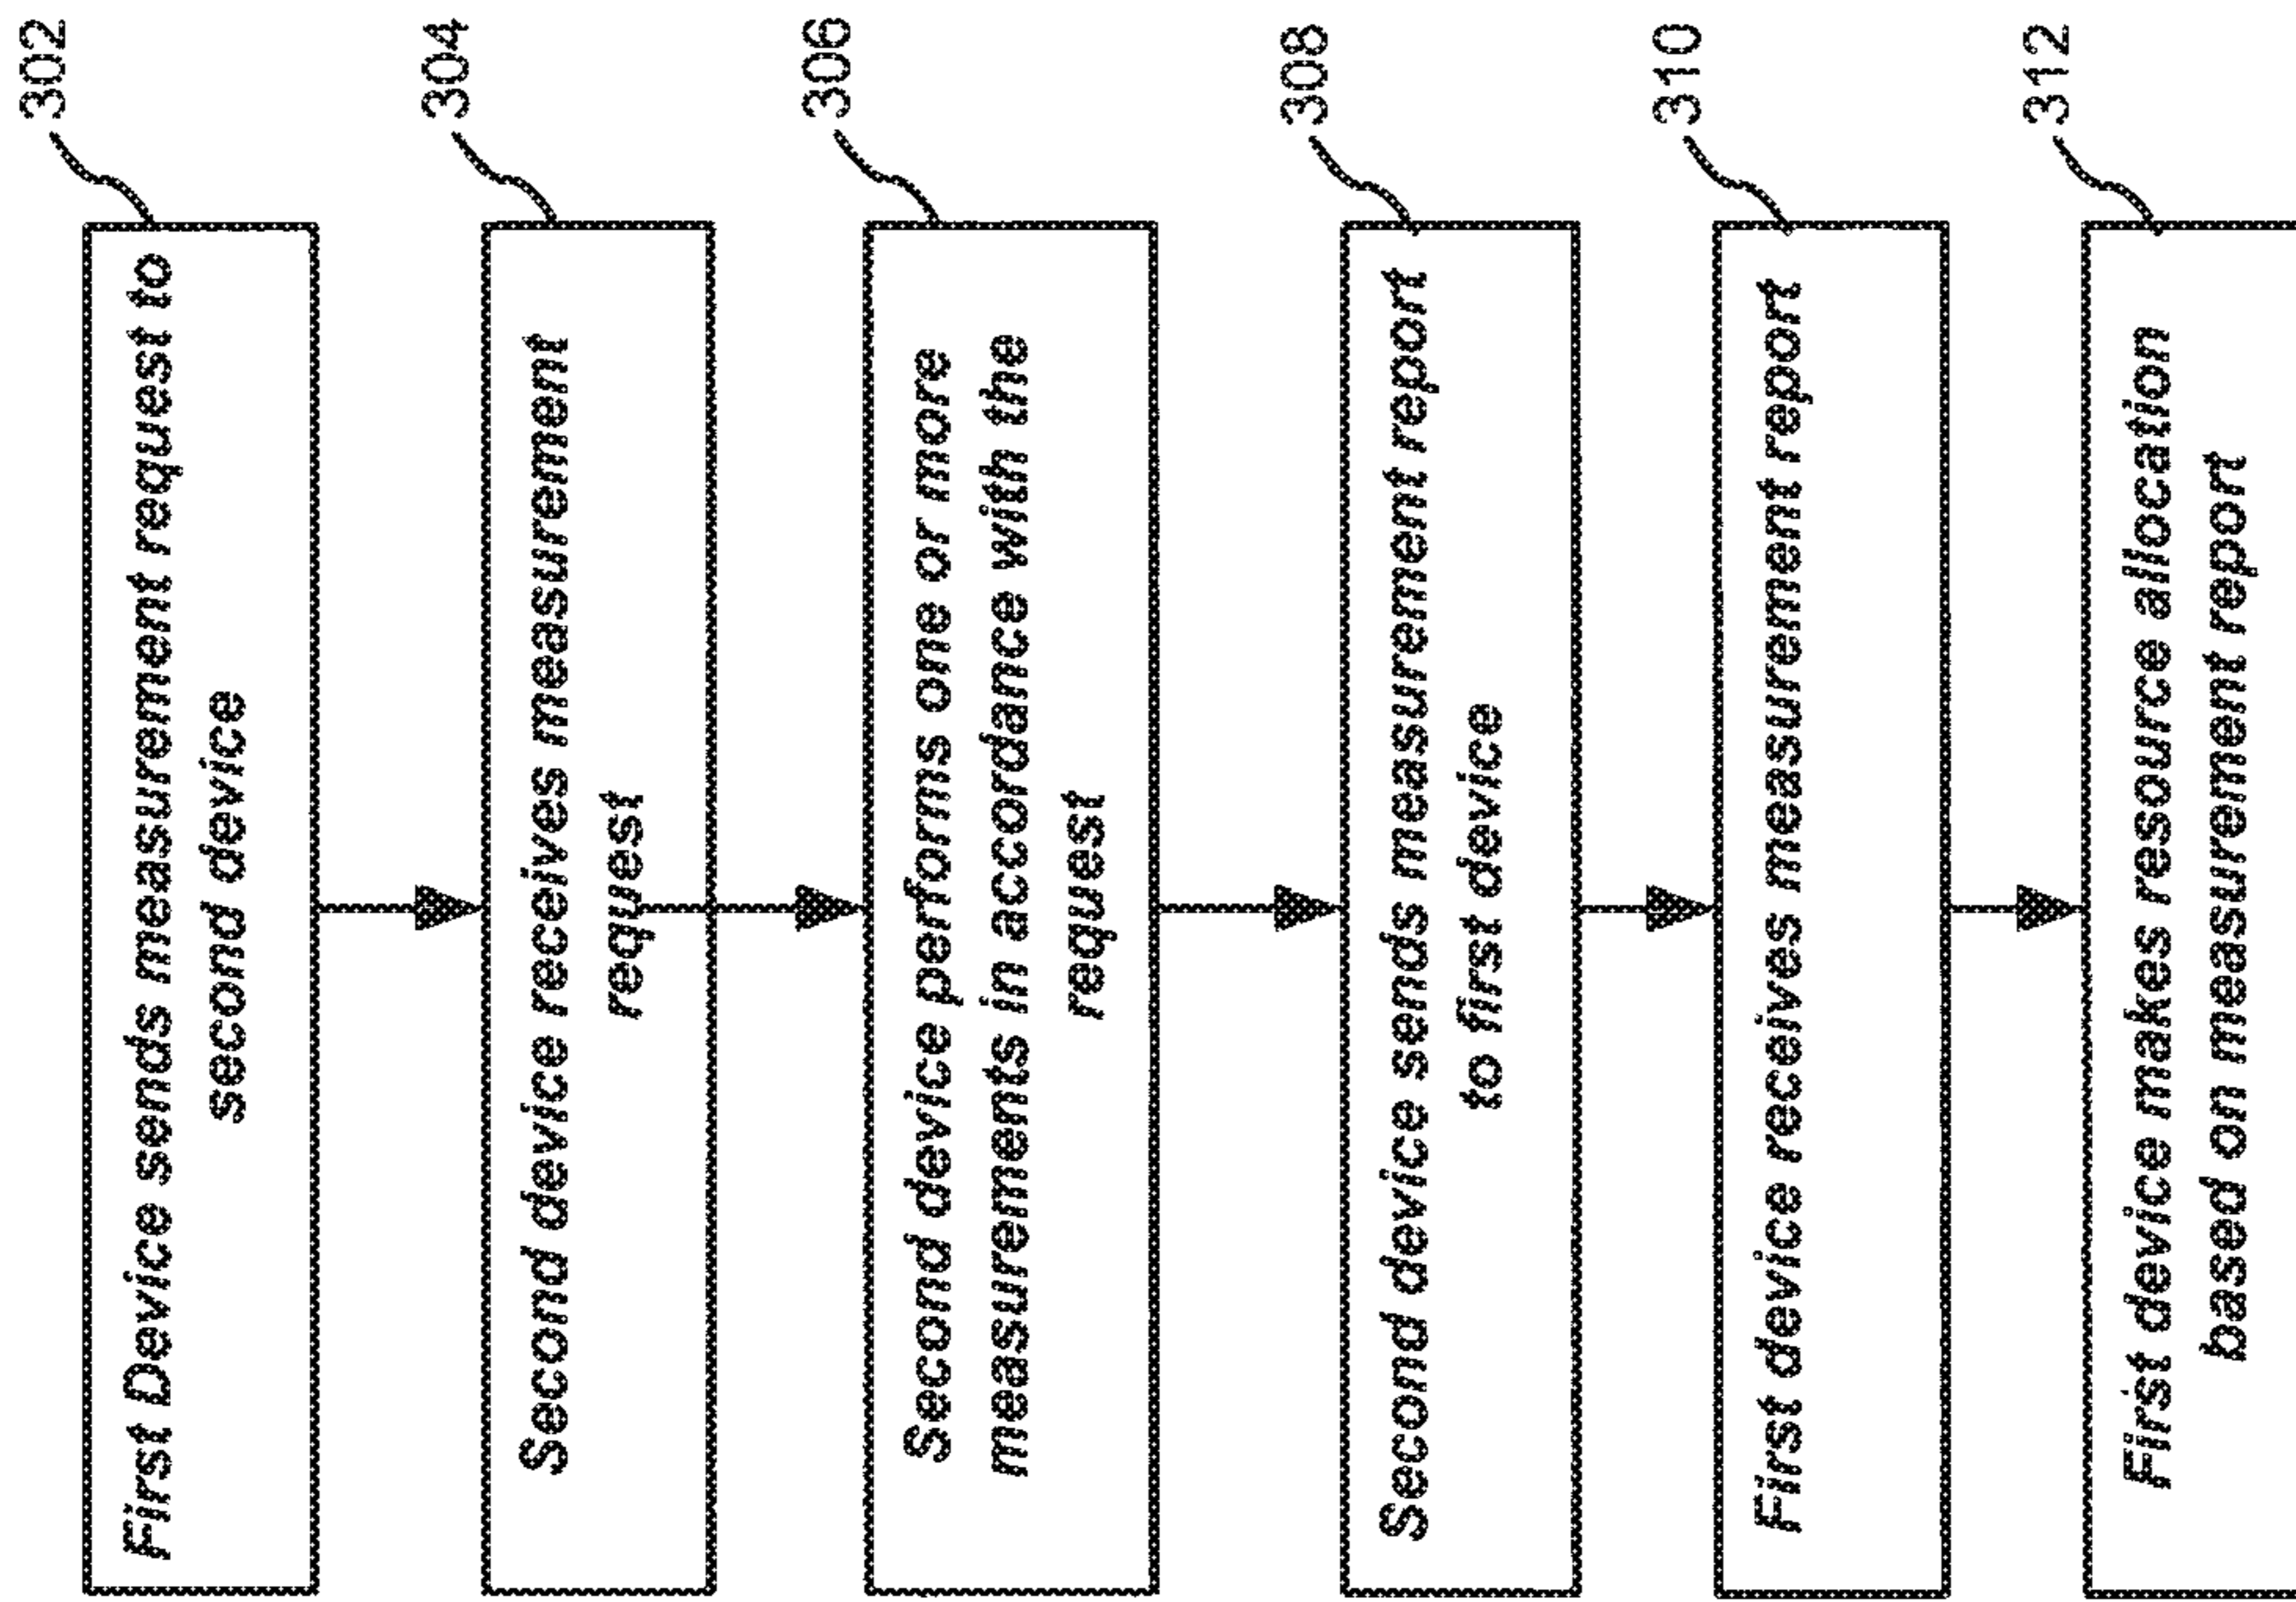 302
First Device sends measurement request to
second device
304
Second device receives measurement
request
306
Second device performs one or more
measurements in accordance with the
request
308
Second device sends measurement report
to first device
310
First device receives measurement report
312
First device makes resource allocation
based on measurement report